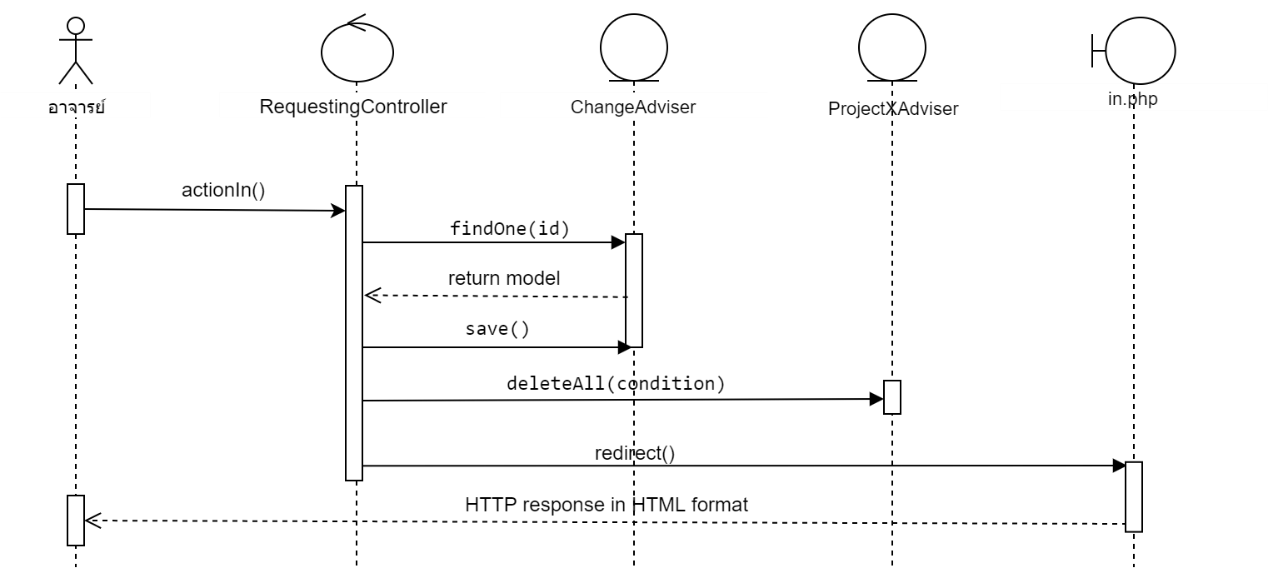 อาจารย์
RequestingController
ChangeAdviser
ProjectXAdviser
in.php
actionIn()
findOne(id)
return model
save()
deleteAll(condition)
redirect()
HTTP response in HTML format